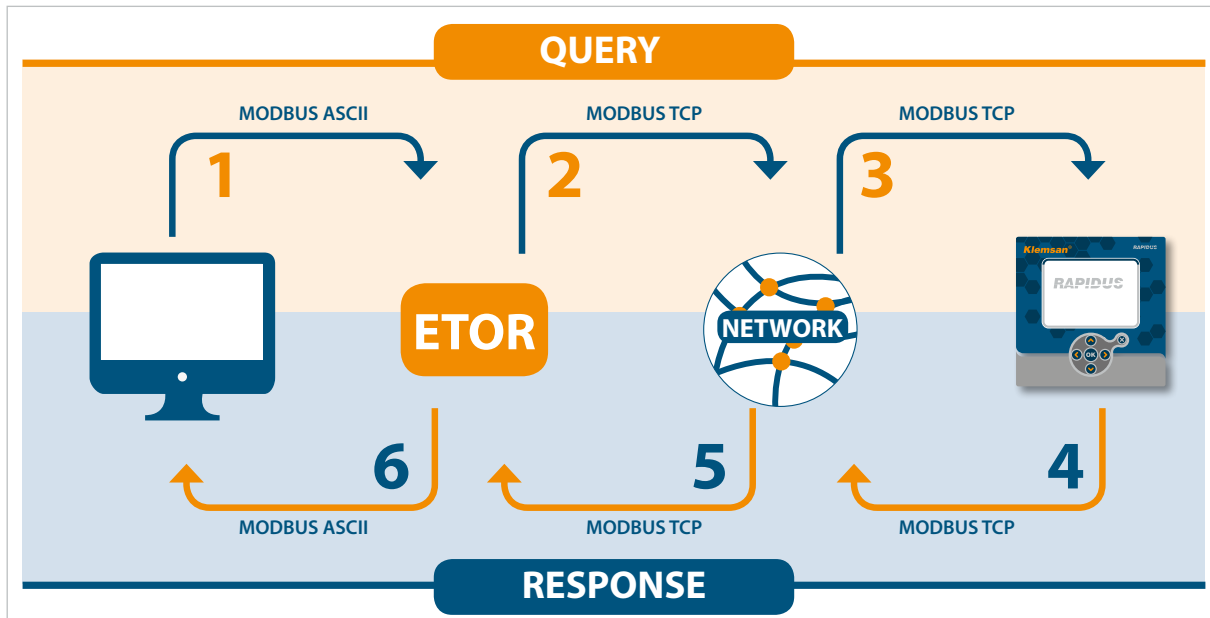 QUERY
MODBUS ASCII
MODBUS TCP
MODBUS TCP
1
2
3
Klemsan®
RAPIDUS
RAPIDUS
ETOR
NETWORK
OK
6
5
4
MODBUS ASCII
MODBUS TCP
MODBUS TCP
RESPONSE